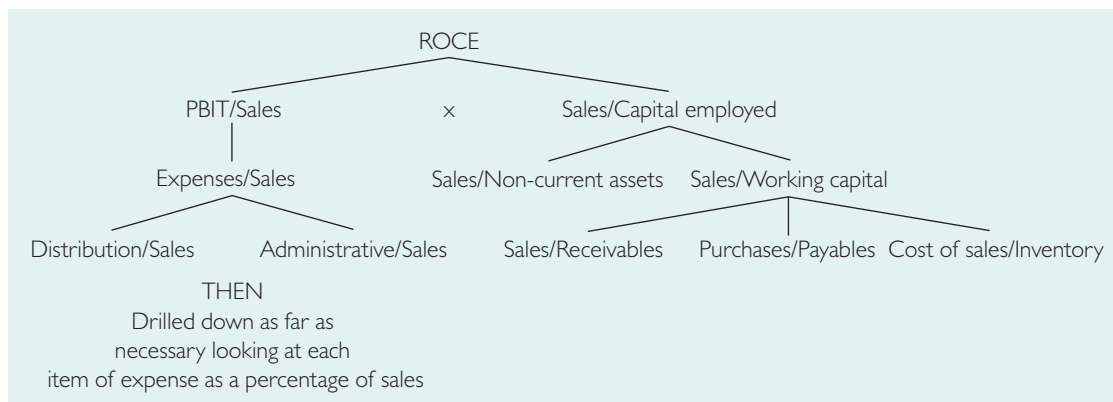 ROCE
PBIT/Sales x Sales/Capital employed
Expenses/Sales Sales/Non-current assets Sales/Working capital
Distribution/Sales Administrative/Sales Sales/Receivables Purchases/Payables Cost of sales/Inventory
THEN
Drilled down as far as
necessary looking at each
item of expense as a percentage of sales